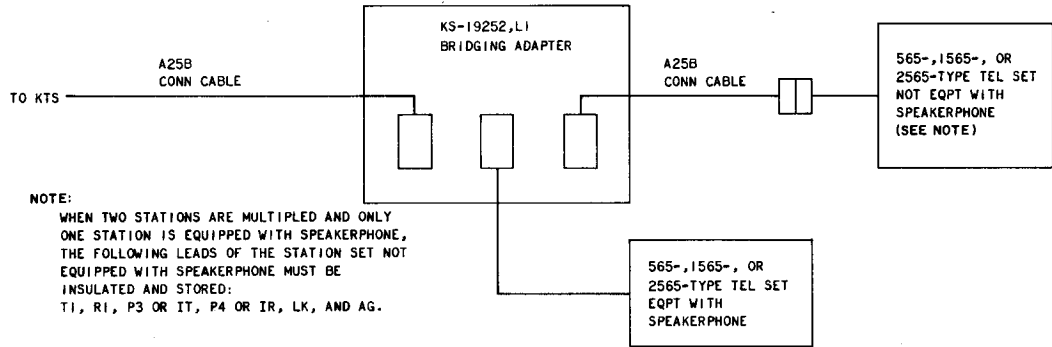 KS-19252,L1
BRIDGING ADAPTER
A25B
CONN CABLE
A25B
CONN CABLE
TO KTS
565-,1565-, OR
2565-TYPE TEL SET
NOT EQPT WITH
SPEAKERPHONE
(SEE NOTE)
NOTE:
WHEN TWO STATIONS ARE MULTIPLED AND ONLY
ONE STATION IS EQUIPPED WITH SPEAKERPHONE,
THE FOLLOWING LEADS OF THE STATION SET NOT
EQUIPPED WITH SPEAKERPHONE MUST BE
INSULATED AND STORED:
T1, R1, P3 OR IT, P4 OR IR, LK, AND AG.
565-,1565-, OR
2565-TYPE TEL SET
EQPT WITH
SPEAKERPHONE